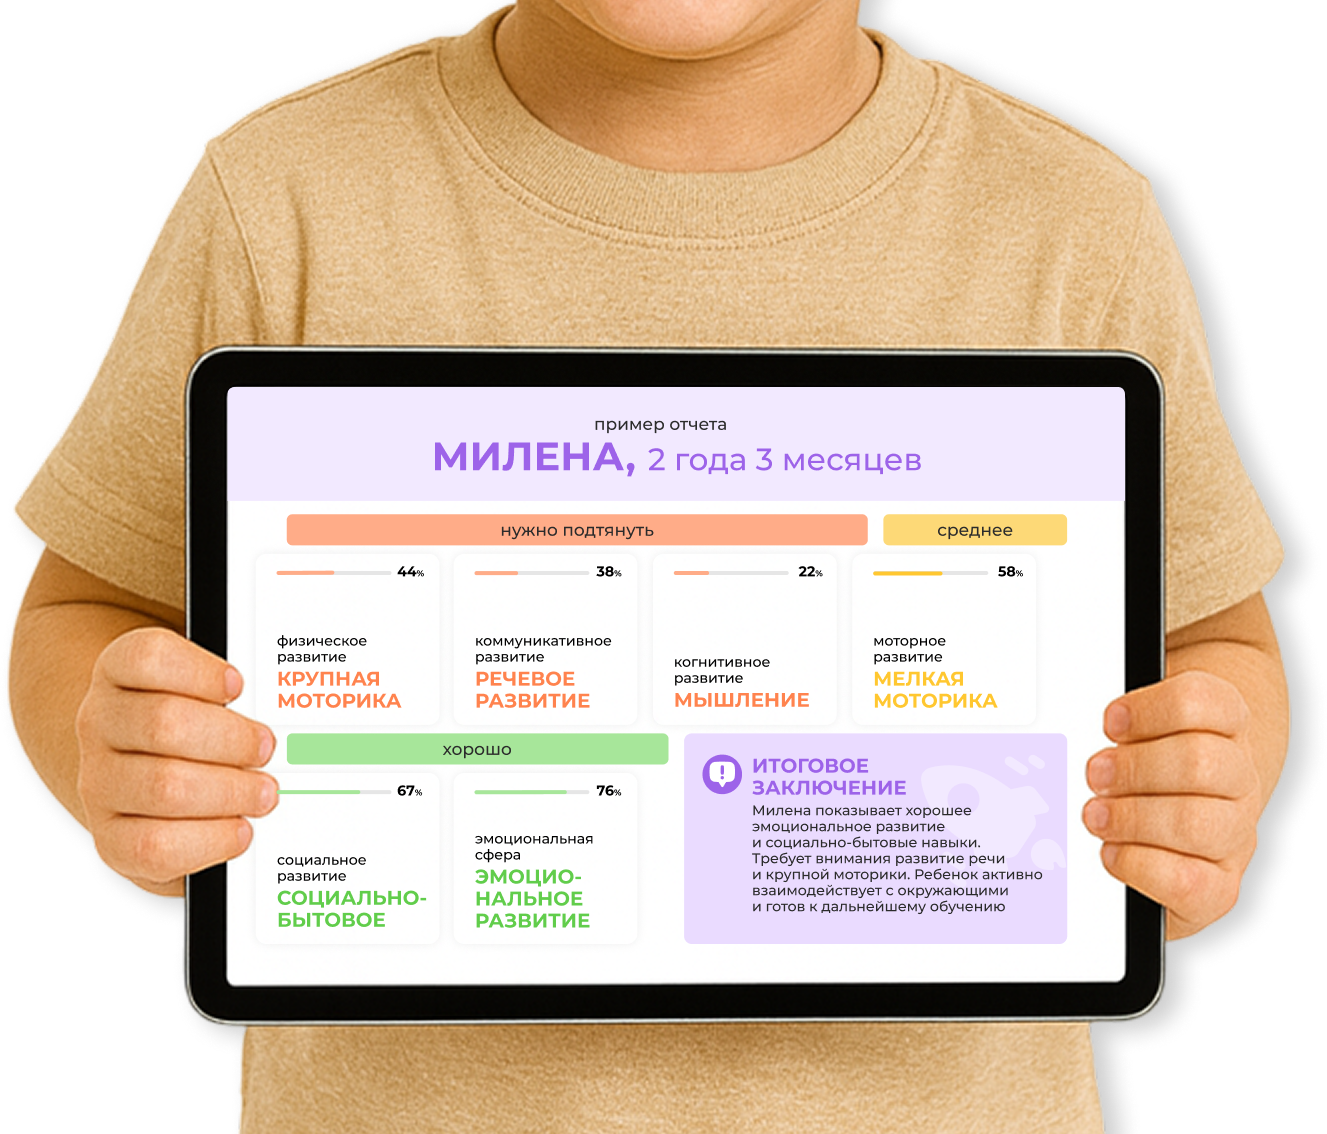 пример отчета
МИЛЕНА, 2 года 3 месяцев
нужно подтянуть
среднее
44%
физическое
развитие
КРУПНАЯ
МОТОРИКА
38%
коммуникативное
развитие
РЕЧЕВОЕ
РАЗВИТИЕ
22%
когнитивное
развитие
МЫШЛЕНИЕ
58%
моторное
развитие
МЕЛКАЯ
МОТОРИКА
хорошо
67%
социальное
развитие
СОЦИАЛЬНО-
БЫТОВОЕ
76%
эмоциональная
сфера
ЭМОЦИО-
НАЛЬНОЕ
РАЗВИТИЕ
ИТОГОВОЕ
ЗАКЛЮЧЕНИЕ
Милена показывает хорошее
эмоциональное развитие
и социально-бытовые навыки.
Требует внимания развитие речи
и крупной моторики. Ребенок активно
взаимодействует с окружающими
и готов к дальнейшему обучению